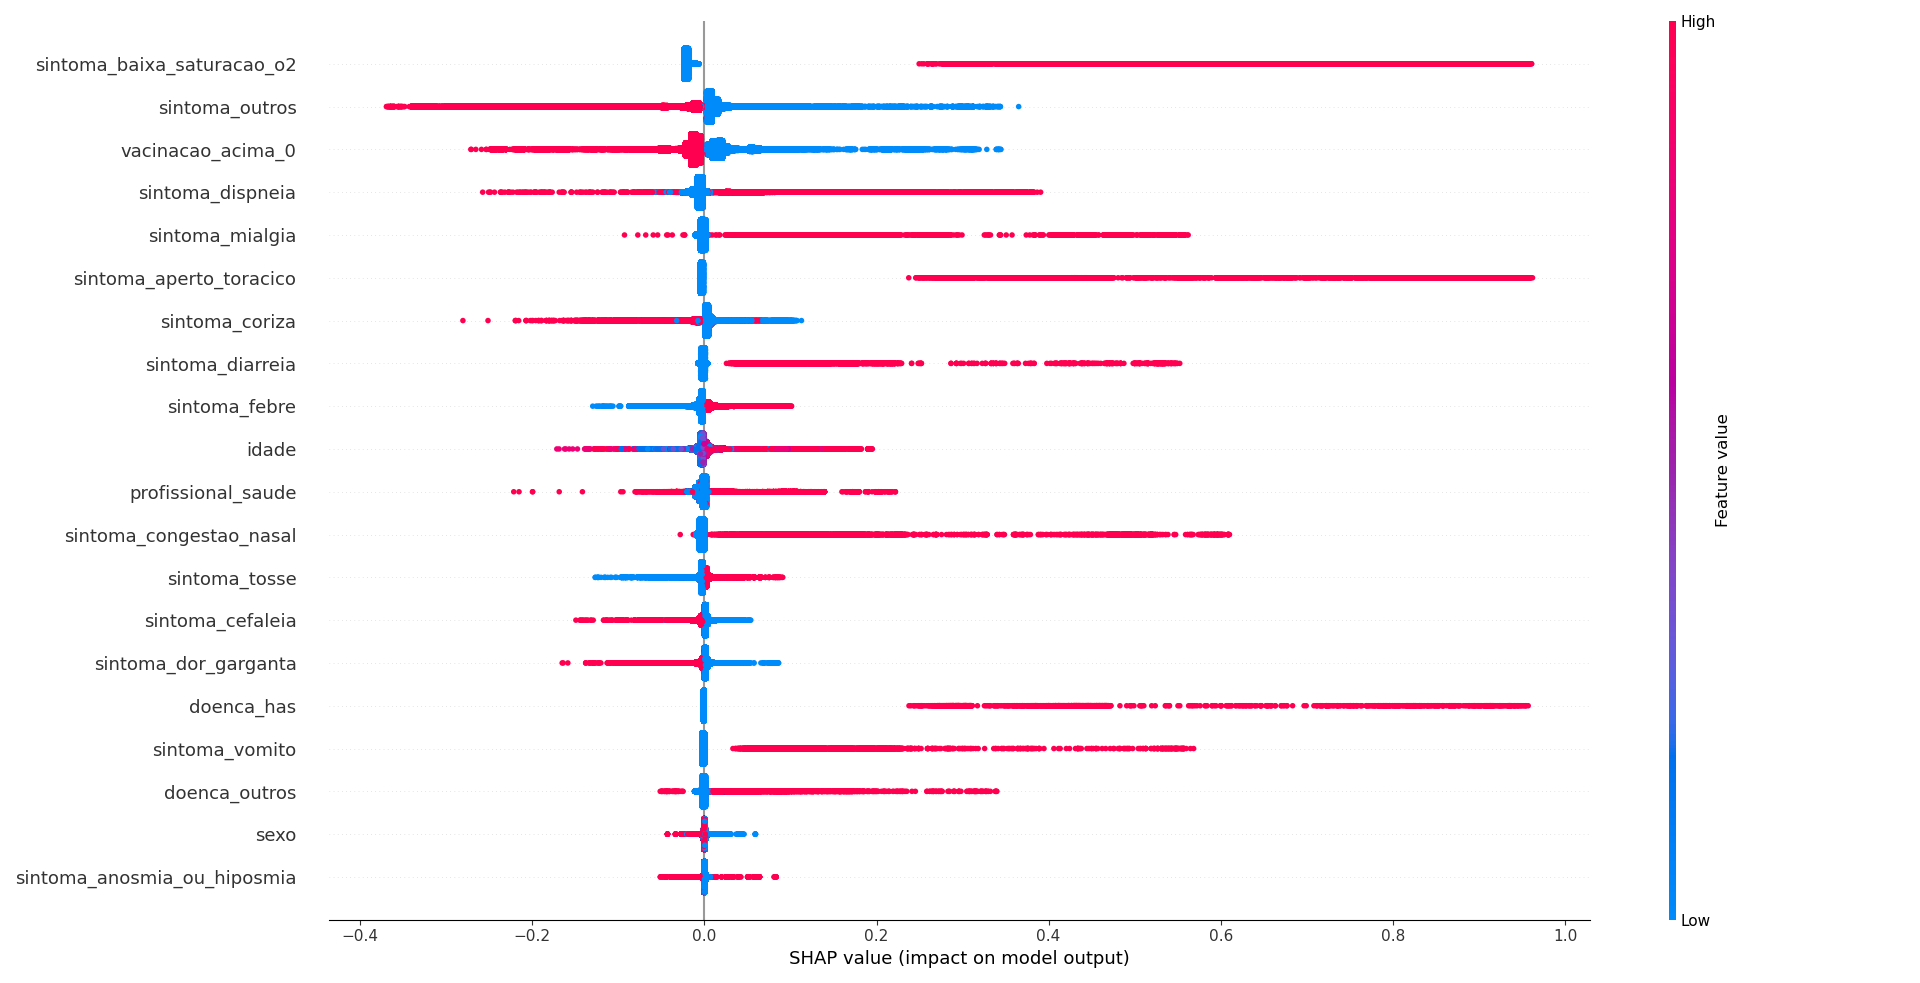 High
sintoma_baixa_saturacao_o2
sintoma_outros
vacinacao_acima_0
sintoma_dispneia
sintoma_mialgia
sintoma_aperto_toracico
sintoma_coriza
sintoma_diarreia
sintoma_febre
idade
profissional_saude
sintoma_congestao_nasal
sintoma_tosse
sintoma_cefaleia
sintoma_dor_garganta
doenca_has
sintoma_vomito
doenca_outros
sexo
sintoma_anosmia_ou_hiposmia
Feature value
Low
−0.4 −0.2 0.0 0.2 0.4 0.6 0.8 1.0
SHAP value (impact on model output)